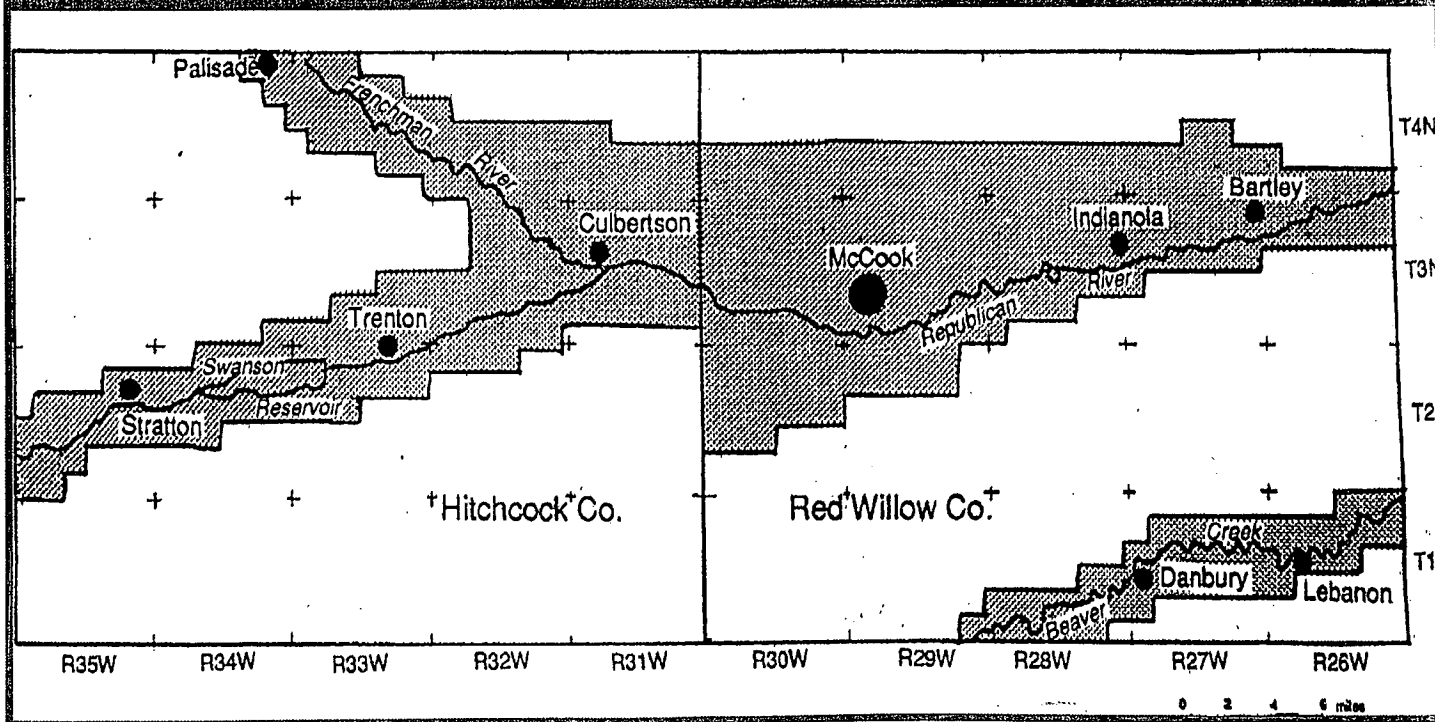 Palisade
Frenchman
River
T4N
Bartley
Culbertson
Indianola
McCook
T3N
River
Republican
Trenton
Swanson
Reservoir
Stratton
T2
Hitchcock Co.
Red Willow Co.
Creek
T1
Danbury
Lebanon
Beaver
R35W R34W R33W R32W R31W R30W R29W R28W R27W R26W
0 2 4 6 miles